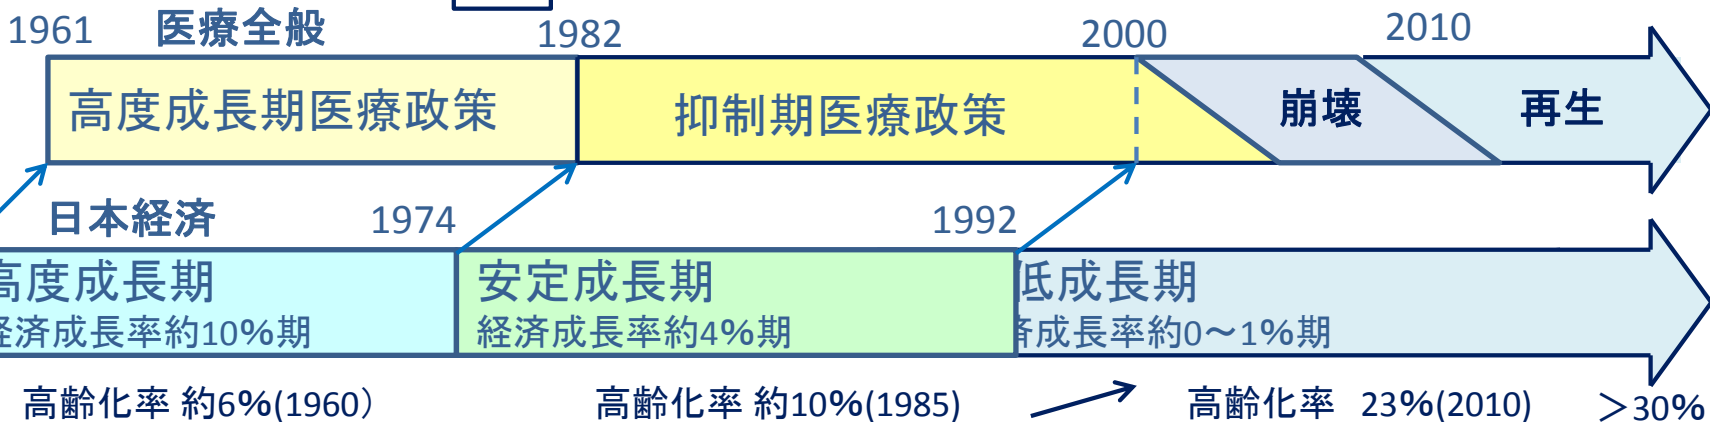 1961 医療全般 1982 2000 2010
高度成長期医療政策 抑制期医療政策 崩壊 再生
日本経済 1974 1992
高度成長期 安定成長期 低成長期
経済成長率約10%期 経済成長率約4%期 済成長率約0～1%期
高齢化率 約6%(1960） 高齢化率 約10%(1985) 高齢化率 23%(2010) ＞30%